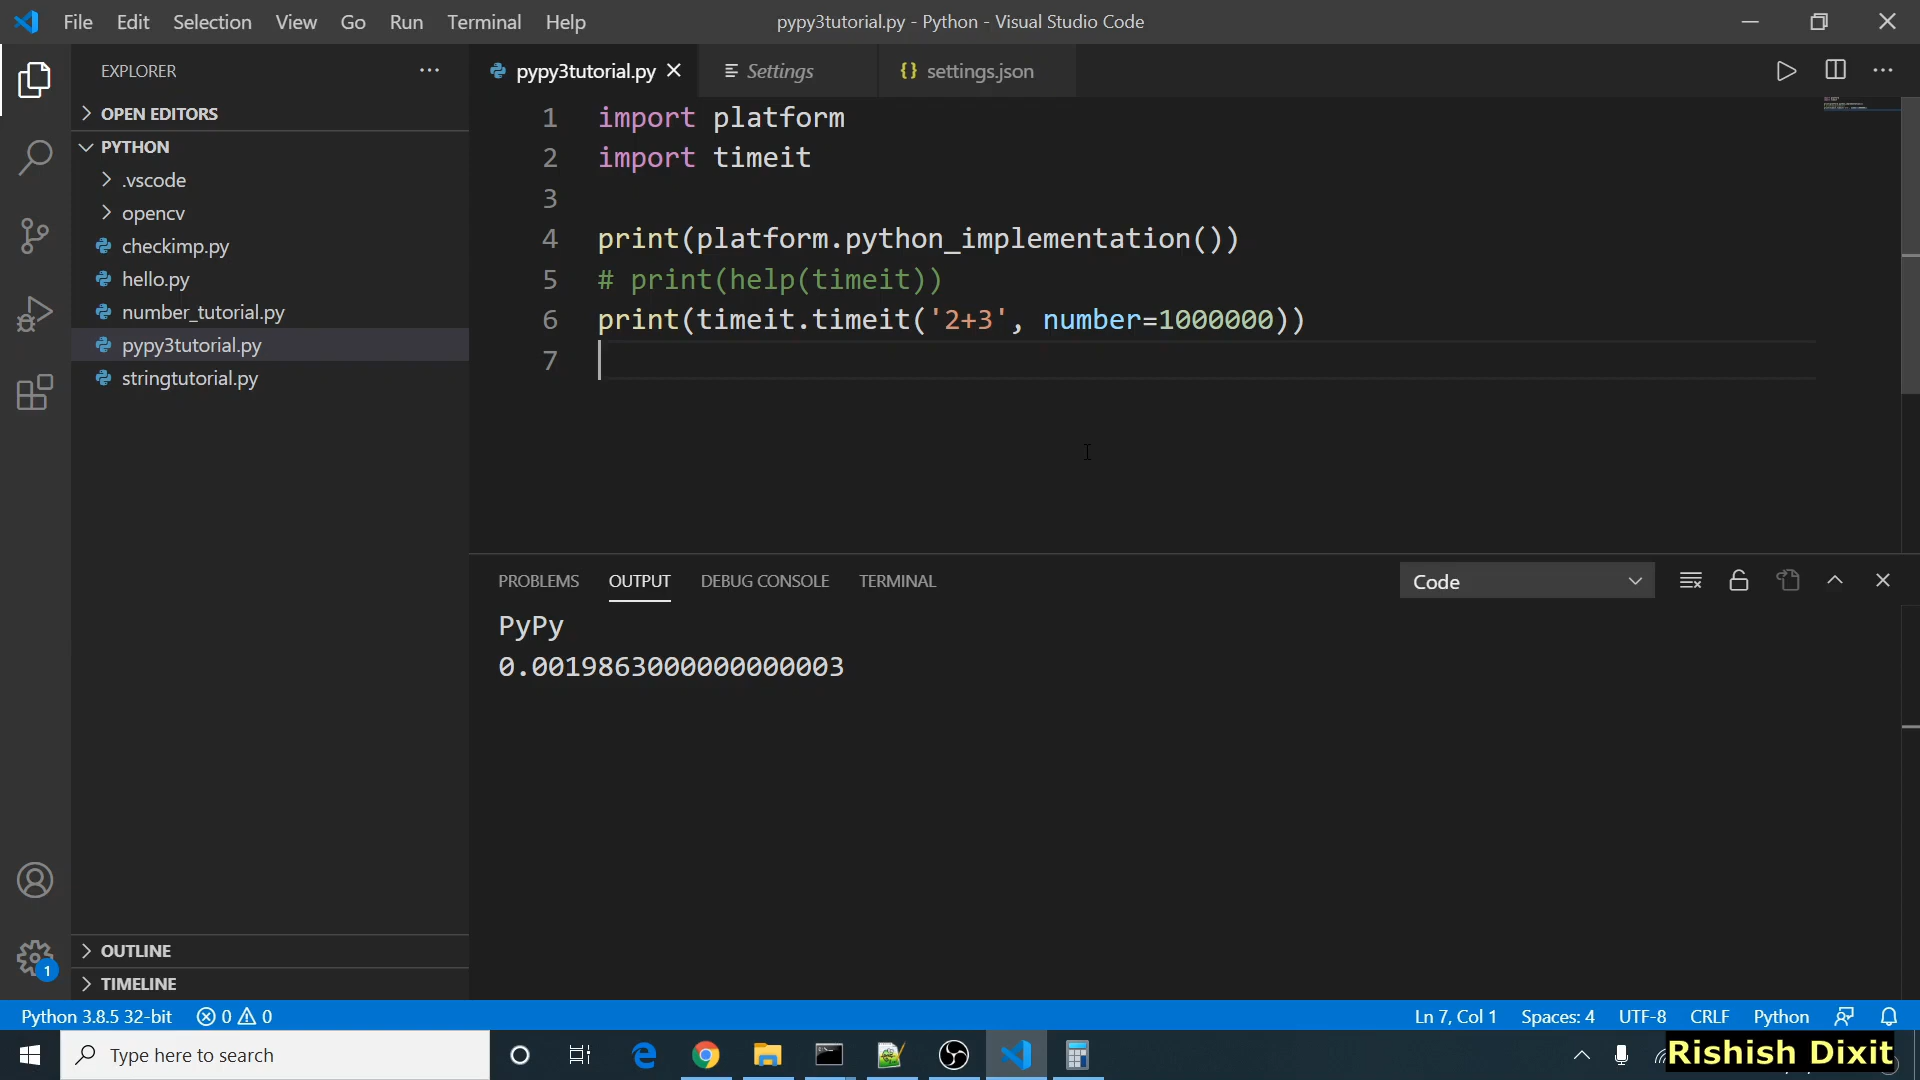 File Edit Selection View Go Run Terminal Help
pypy3tutorial.py - Python - Visual Studio Code
EXPLORER
OPEN EDITORS
PYTHON
.vscode
opencv
checkimp.py
hello.py
number_tutorial.py
pypy3tutorial.py
stringtutorial.py
OUTLINE
TIMELINE
1
pypy3tutorial.py
Settings
{} settings.json
1 import platform
2 import timeit
3
4 print(platform.python_implementation())
5 # print(help(timeit))
6 print(timeit.timeit('2+3', number=1000000))
7
PROBLEMS OUTPUT DEBUG CONSOLE TERMINAL
Code
PyPy
0.0019863000000000003
Python 3.8.5 32-bit 0 0
Ln 7, Col 1 Spaces: 4 UTF-8 CRLF Python
Type here to search
Rishish Dixit